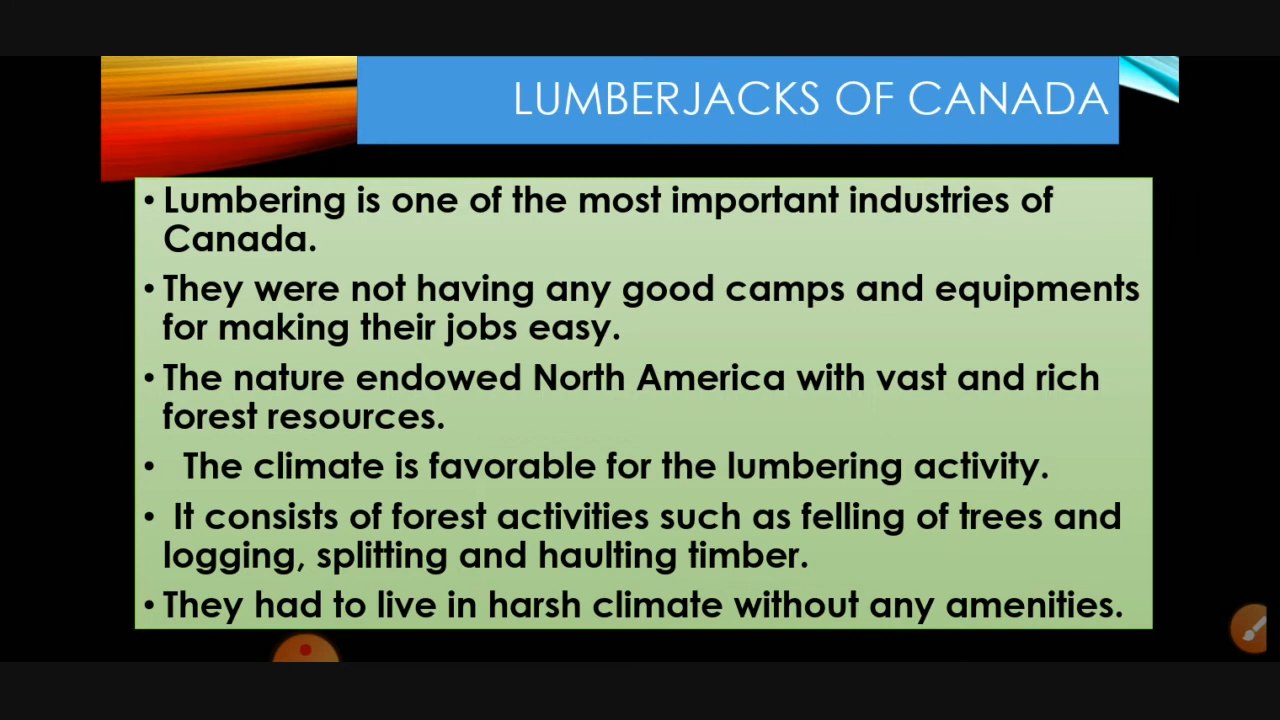 LUMBERJACKS OF CANADA
• Lumbering is one of the most important industries of
Canada.
• They were not having any good camps and equipments
for making their jobs easy.
• The nature endowed North America with vast and rich
forest resources.
• The climate is favorable for the lumbering activity.
• It consists of forest activities such as felling of trees and
logging, splitting and haulting timber.
• They had to live in harsh climate without any amenities.